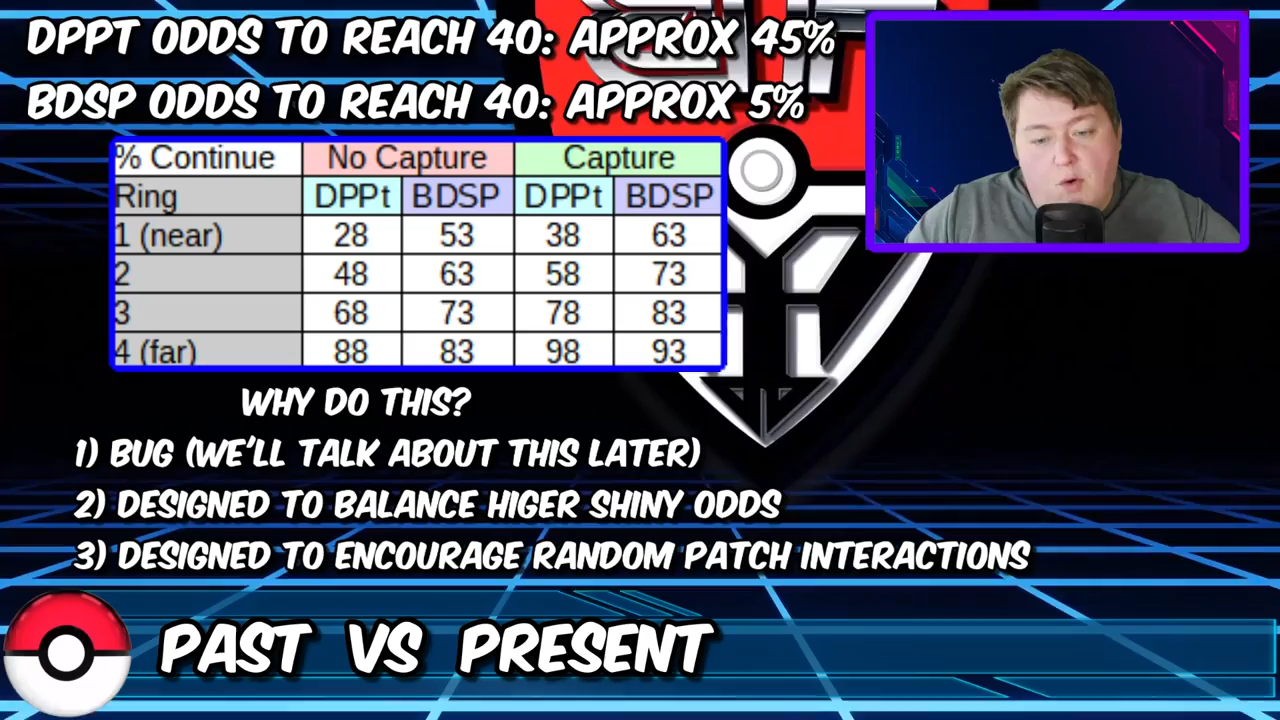 DPPT ODDS TO REACH 40: APPROX 45%
BDSP ODDS TO REACH 40: APPROX 5%
% Continue No Capture Capture
Ring DPPt BDSP DPPt BDSP
1 (near) 28 53 38 63
2 48 63 58 73
3 68 73 78 83
4 (far) 88 83 98 93
WHY DO THIS?
1) BUG (WE'LL TALK ABOUT THIS LATER)
2) DESIGNED TO BALANCE HIGER SHINY ODDS
3) DESIGNED TO ENCOURAGE RANDOM PATCH INTERACTIONS
PAST VS PRESENT